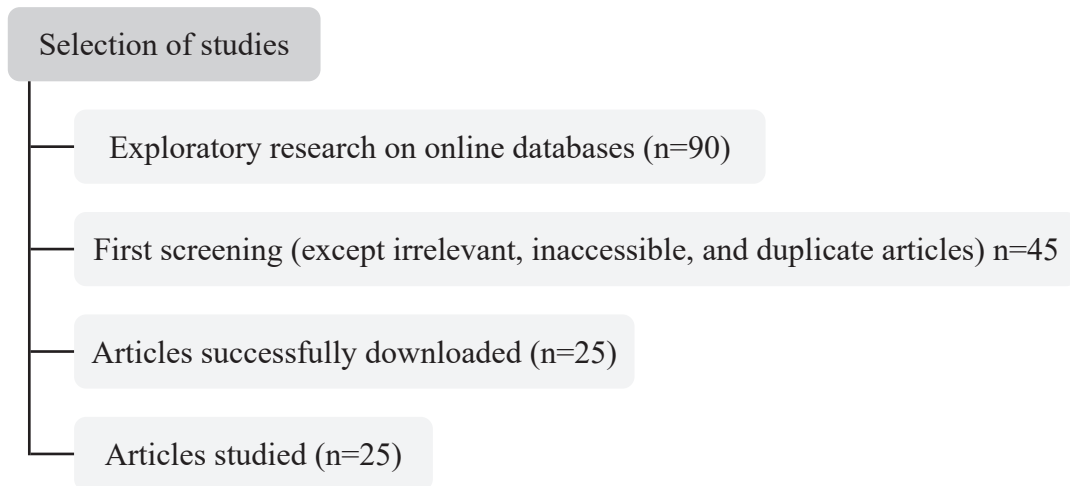 Selection of studies
Exploratory research on online databases (n=90)
First screening (except irrelevant, inaccessible, and duplicate articles) n=45
Articles successfully downloaded (n=25)
Articles studied (n=25)